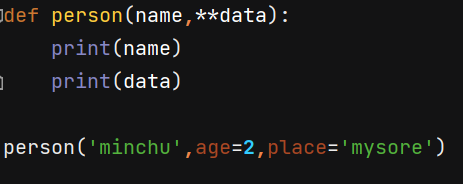 def person(name,**data):
    print(name)
    print(data)
person('minchu',age=2,place='mysore')